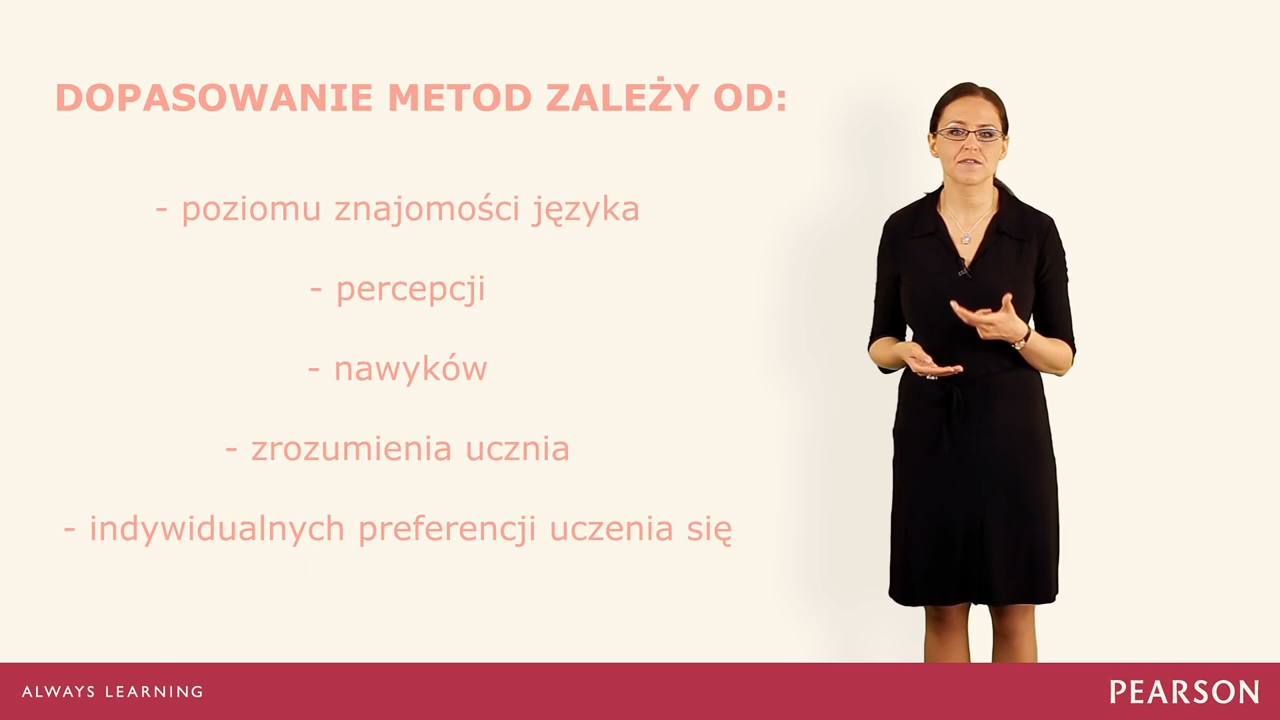 DOPASOWANIE METOD ZALEŻY OD:
- poziomu znajomości języka
- percepcji
- nawyków
- zrozumienia ucznia
- indywidualnych preferencji uczenia się
ALWAYS LEARNING
PEARSON